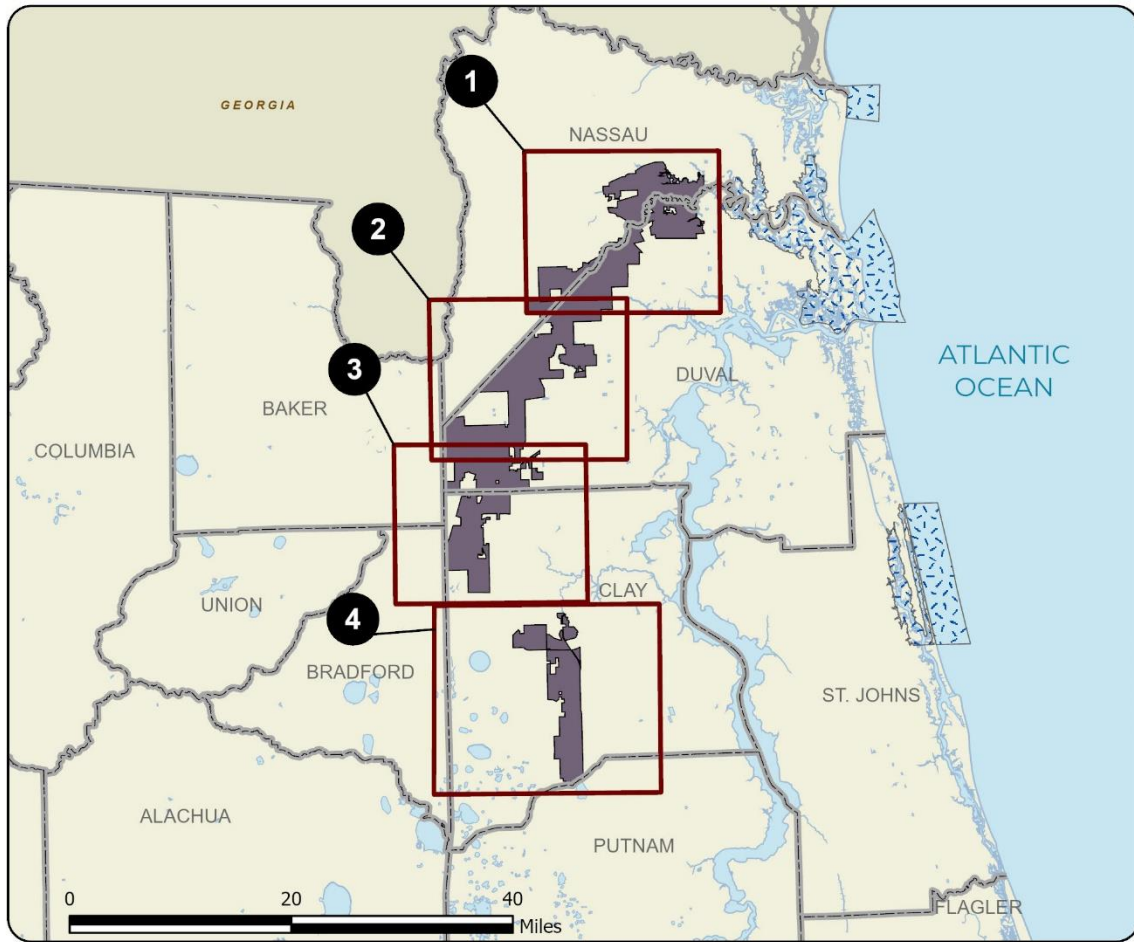 1
GEORGIA
NASSAU
2
ATLANTIC
OCEAN
3
DUVAL
BAKER
COLUMBIA
CLAY
UNION
4
BRADFORD
ST. JOHNS
ALACHUA
PUTNAM
0 20 40
Miles
FLAGLER